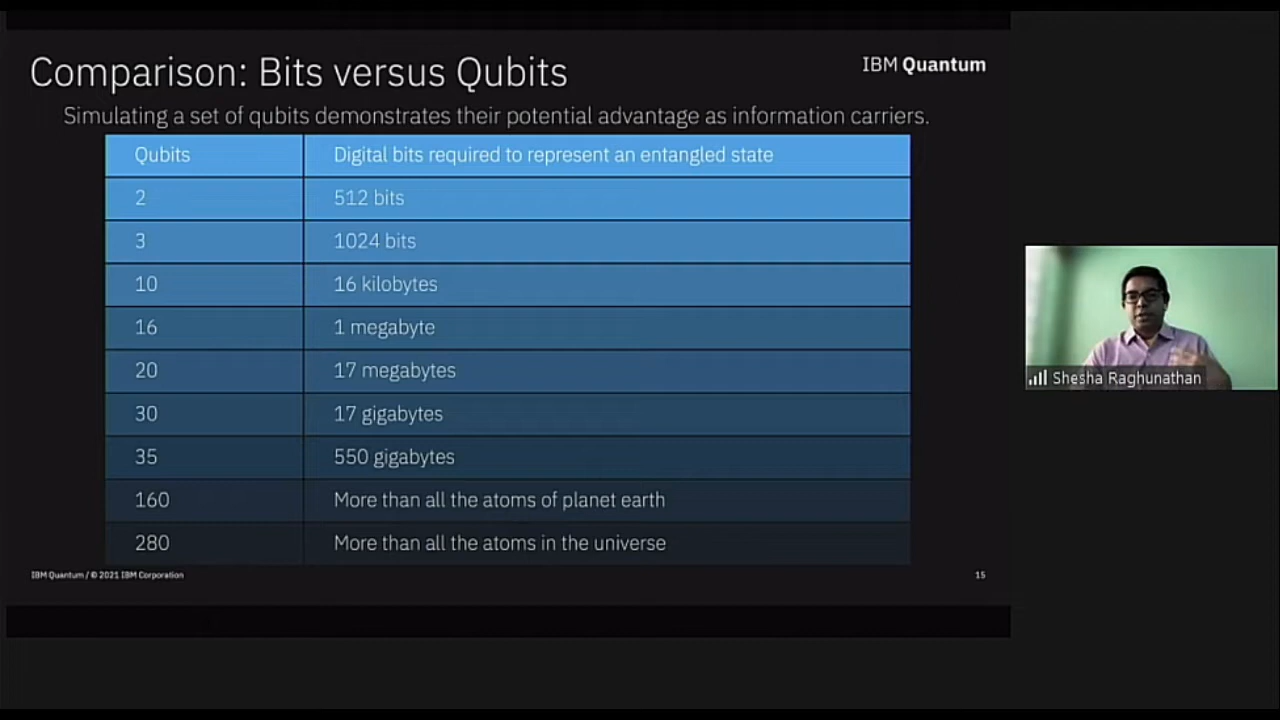 Comparison: Bits versus Qubits
IBM Quantum
Simulating a set of qubits demonstrates their potential advantage as information carriers.
Qubits Digital bits required to represent an entangled state
2 512 bits
3 1024 bits
10 16 kilobytes
16 1 megabyte
20 17 megabytes
30 17 gigabytes
35 550 gigabytes
160 More than all the atoms of planet earth
280 More than all the atoms in the universe
IBM Quantum / © 2021 IBM Corporation
15
Shesha Raghunathan